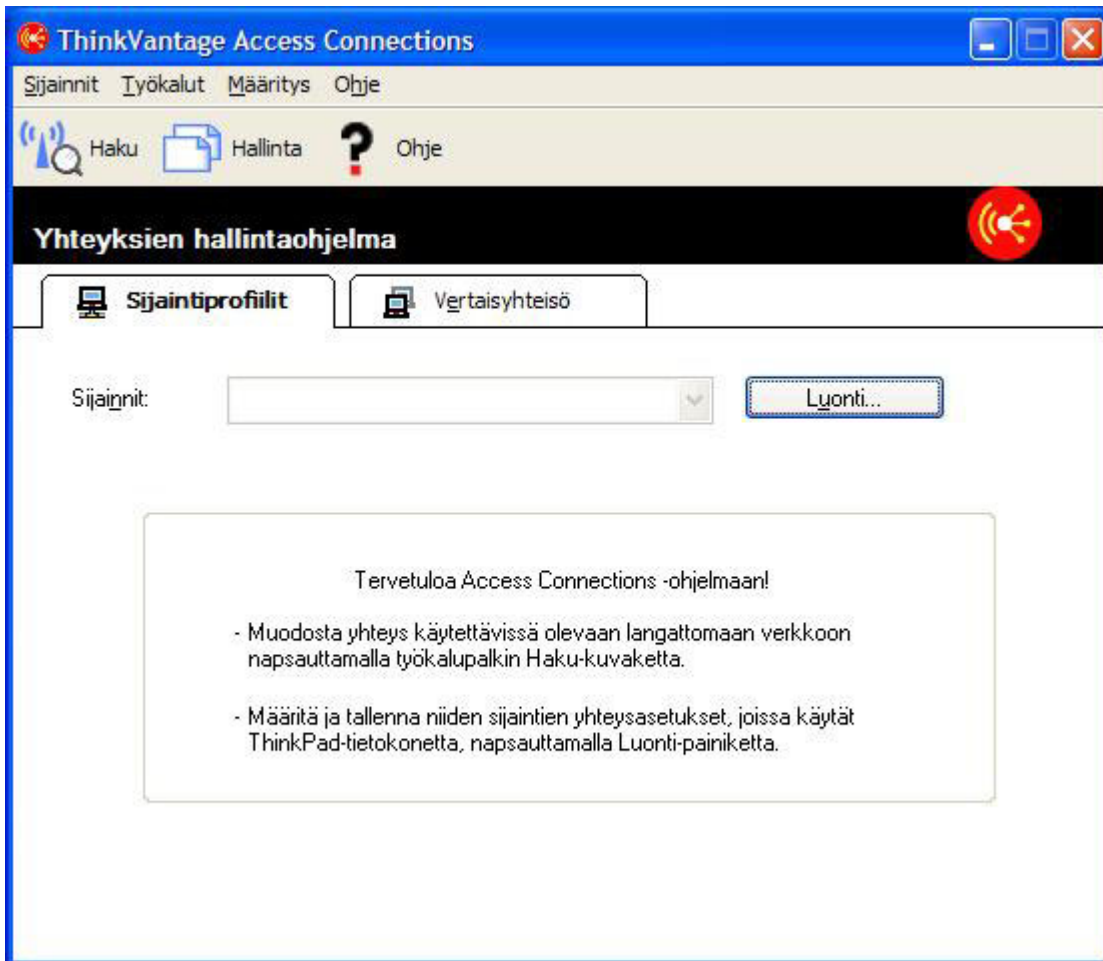 ThinkVantage Access Connections
Sijainnit Työkalut Määritys Ohje
Haku Hallinta Ohje
Yhteyksien hallintaohjelma
Sijaintiprofiilit Vertaisyhteisö
Sijainnit: Luonti...
Tervetuloa Access Connections -ohjelmaan!
- Muodosta yhteys käytettävissä olevaan langattomaan verkkoon
napsauttamalla työkalupalkin Haku-kuvaketta.
- Määritä ja tallenna niiden sijaintien yhteysasetukset, joissa käytät
ThinkPad-tietokonetta, napsauttamalla Luonti-painiketta.